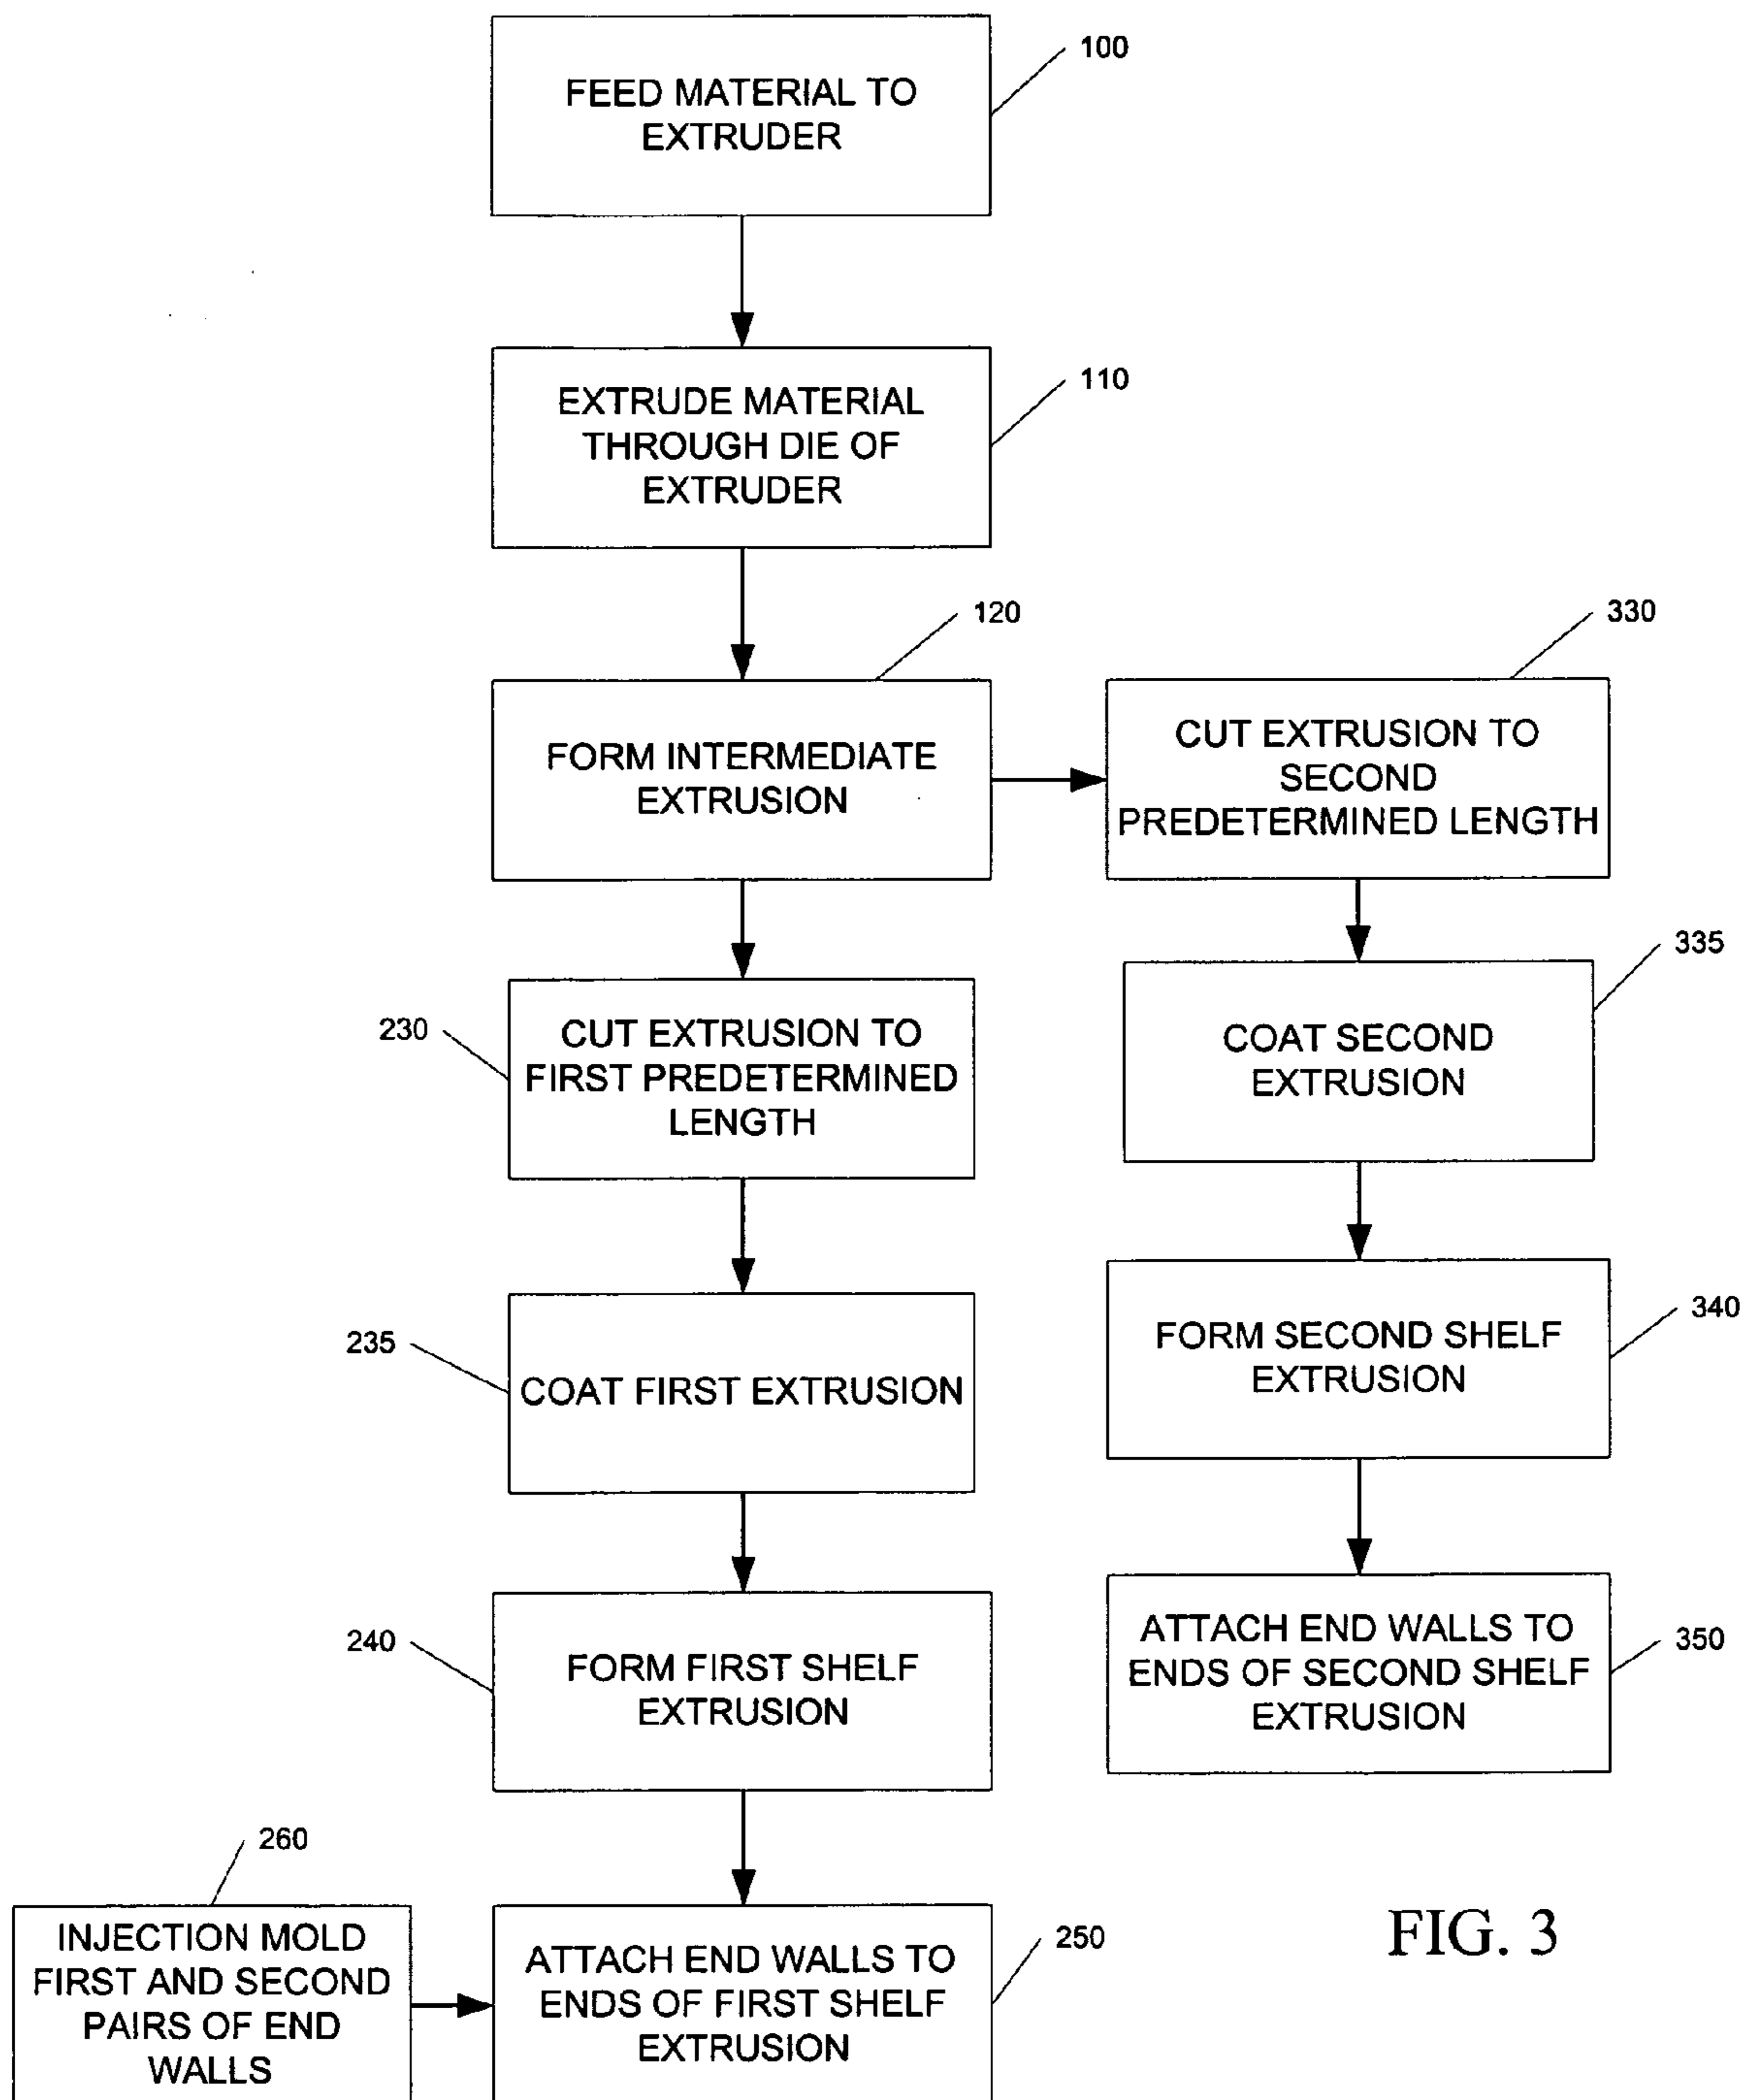 FEED MATERIAL TO
EXTRUDER
100
EXTRUDE MATERIAL
THROUGH DIE OF
EXTRUDER
110
120
FORM INTERMEDIATE
EXTRUSION
330
CUT EXTRUSION TO
SECOND
PREDETERMINED LENGTH
230
CUT EXTRUSION TO
FIRST PREDETERMINED
LENGTH
335
COAT SECOND
EXTRUSION
235
COAT FIRST EXTRUSION
340
FORM SECOND SHELF
EXTRUSION
240
FORM FIRST SHELF
EXTRUSION
350
ATTACH END WALLS TO
ENDS OF SECOND SHELF
EXTRUSION
260
INJECTION MOLD
FIRST AND SECOND
PAIRS OF END
WALLS
250
ATTACH END WALLS TO
ENDS OF FIRST SHELF
EXTRUSION
FIG. 3